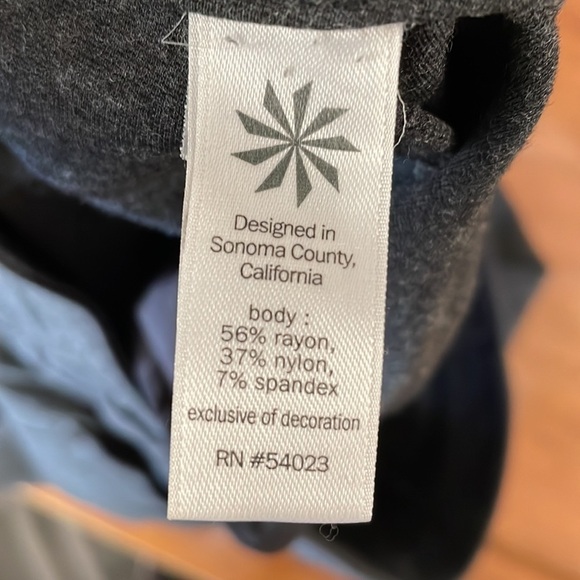 Designed in
Sonoma County,
California
body :
56% rayon,
37% nylon,
7% spandex
exclusive of decoration
RN #54023